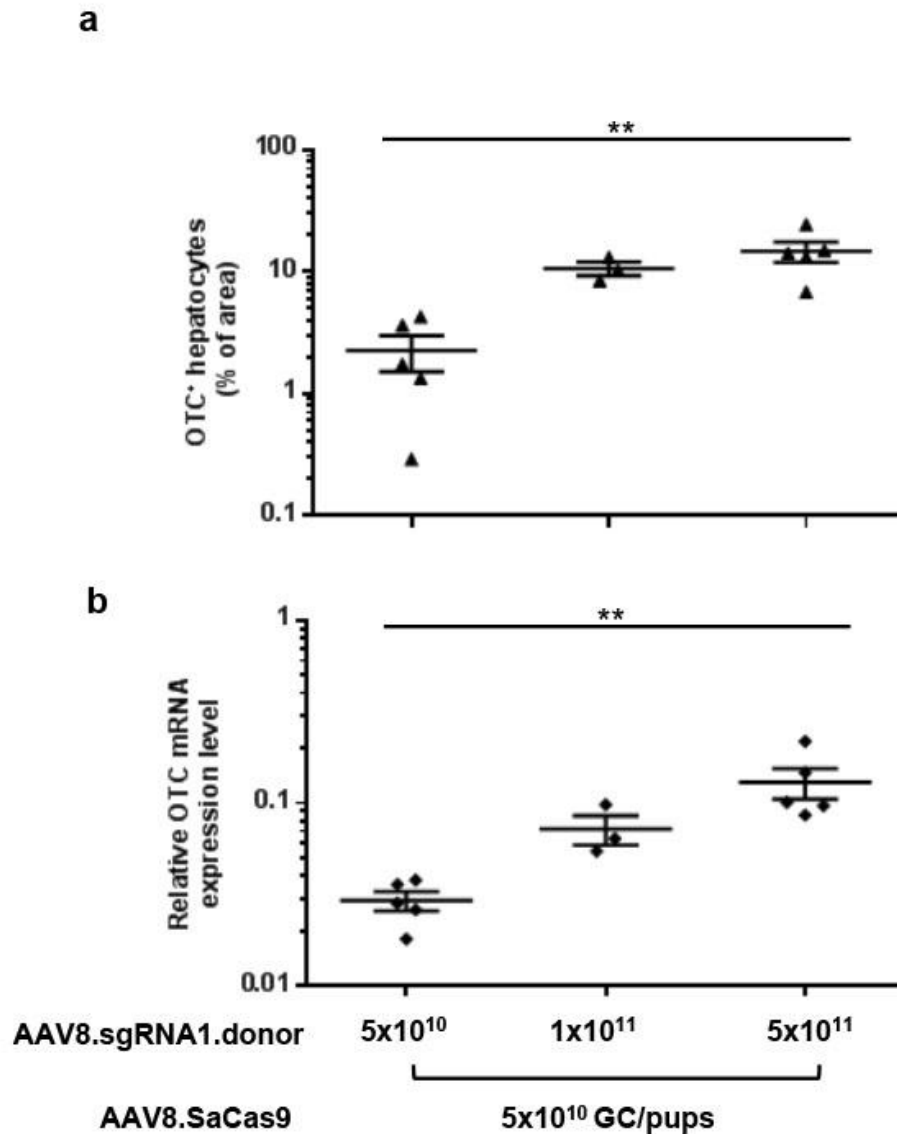 a
**
100
10
1
0.1
OTC⁺ hepatocytes
(% of area)
b
**
1
0.1
0.01
Relative OTC mRNA
expression level
AAV8.sgRNA1.donor 5x10¹⁰ 1x10¹¹ 5x10¹¹
AAV8.SaCas9 5x10¹⁰ GC/pups